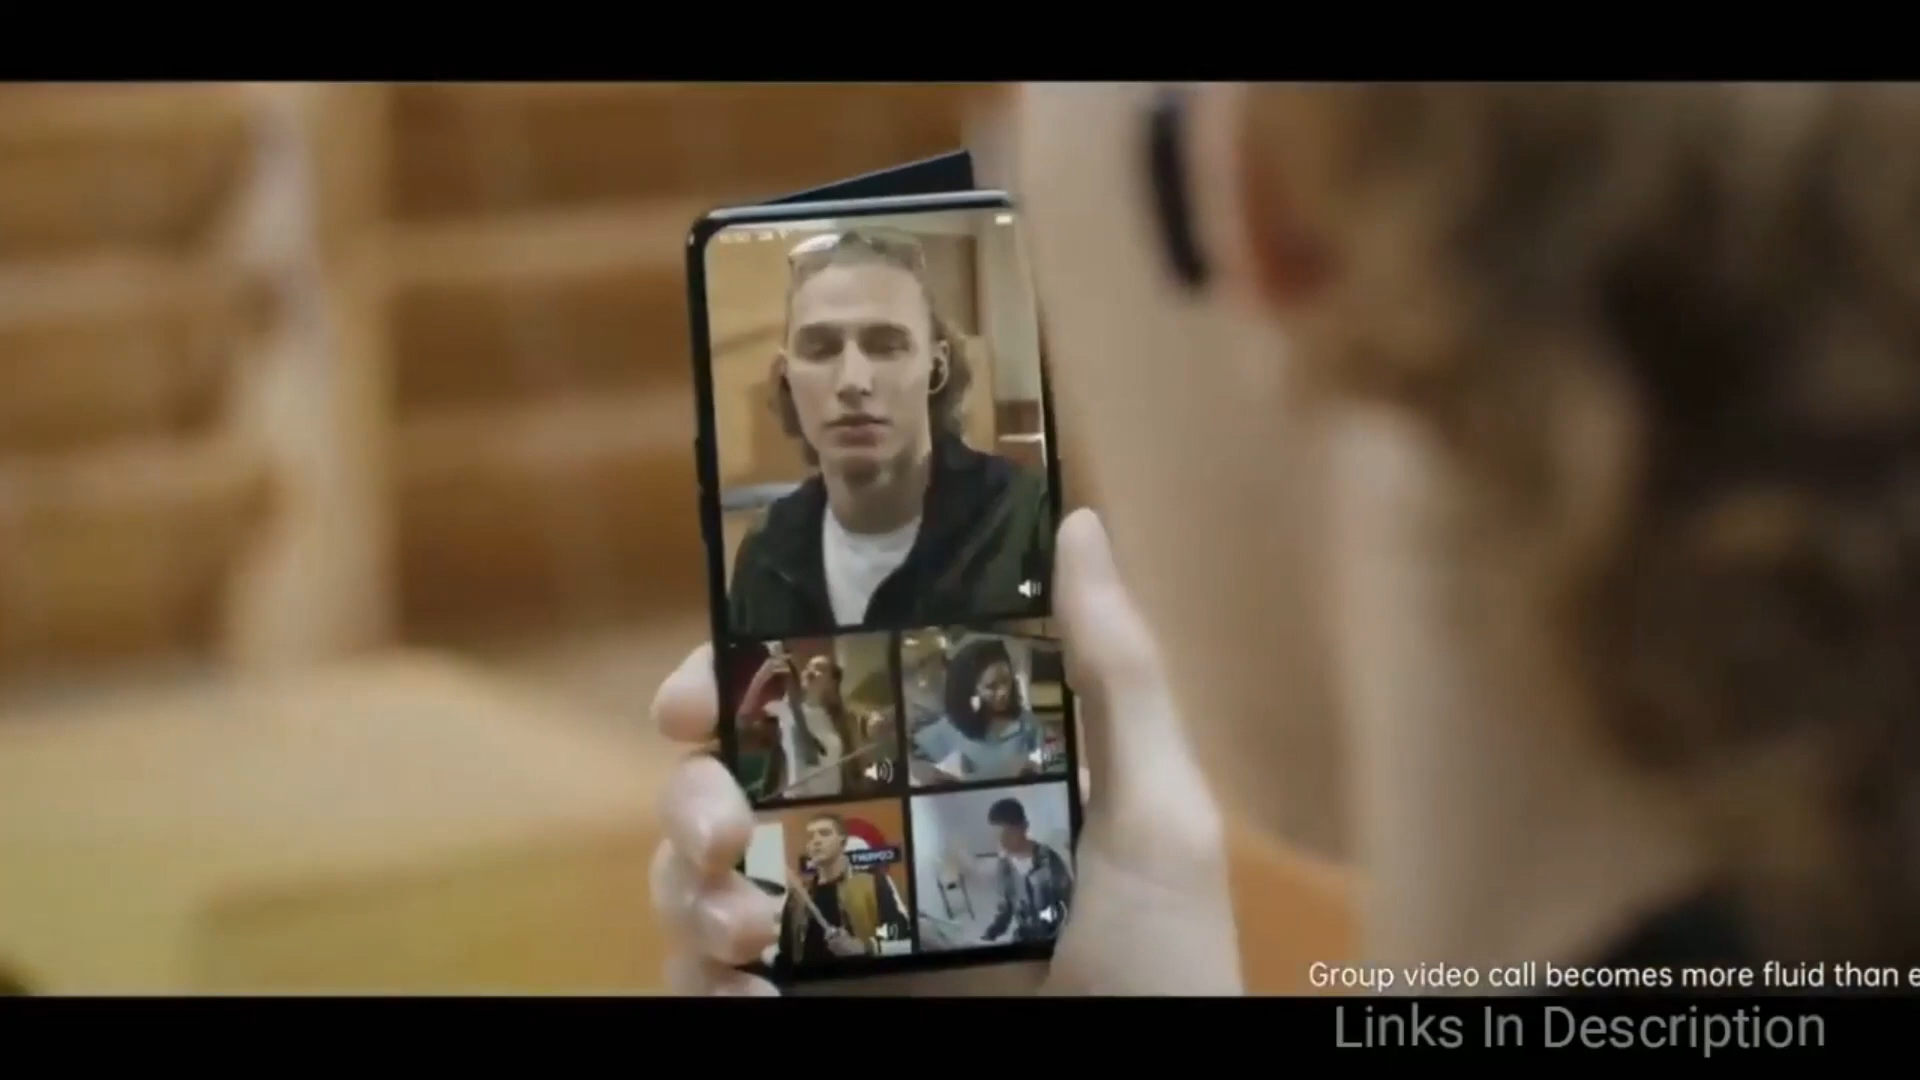 Group video call becomes more fluid than e
Links In Description